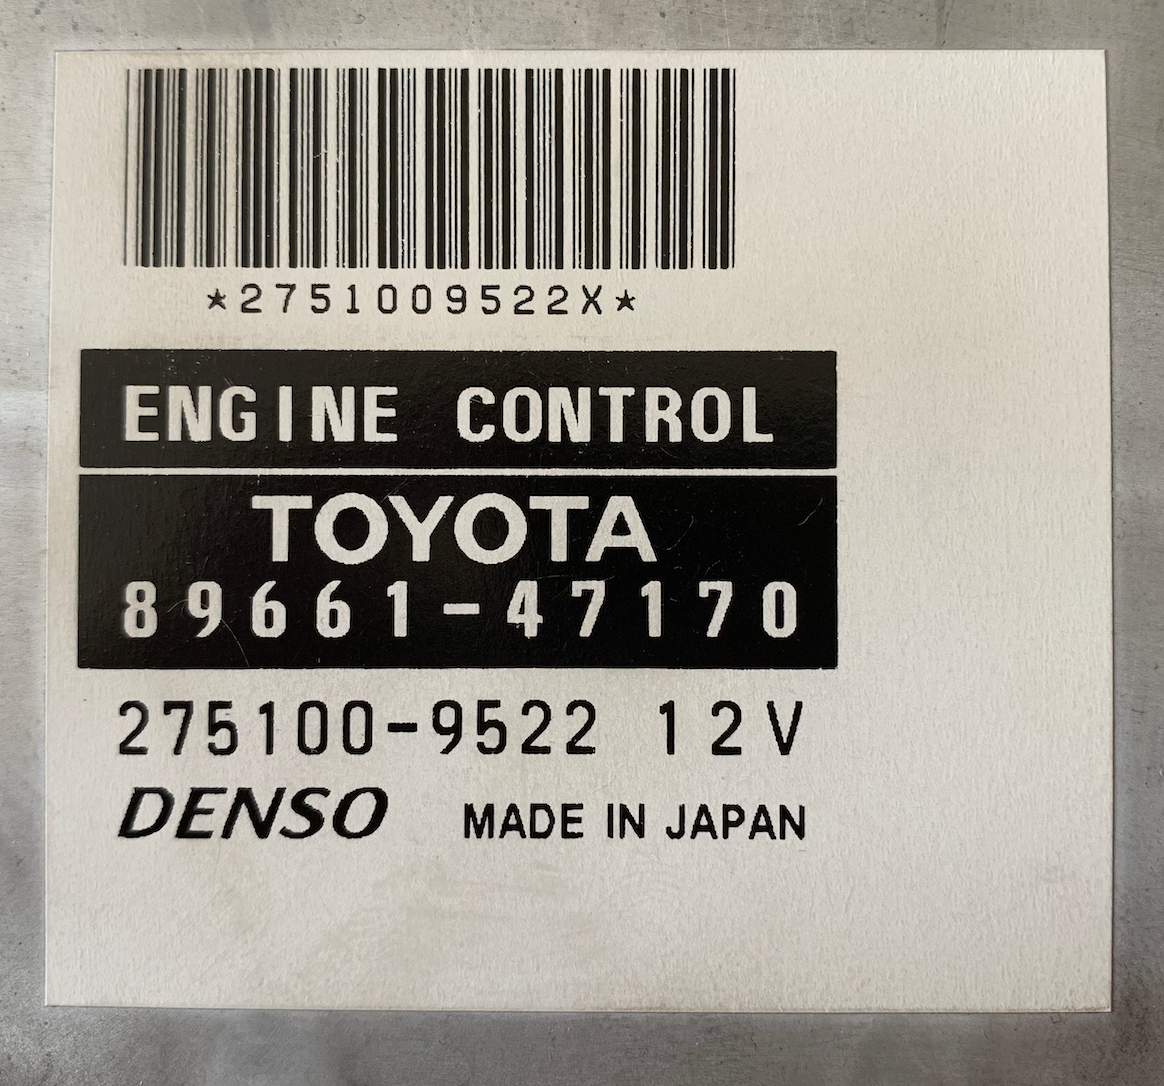 ★2751009522X★
ENGINE CONTROL
TOYOTA
89661-47170
275100-9522 12V
DENSO MADE IN JAPAN